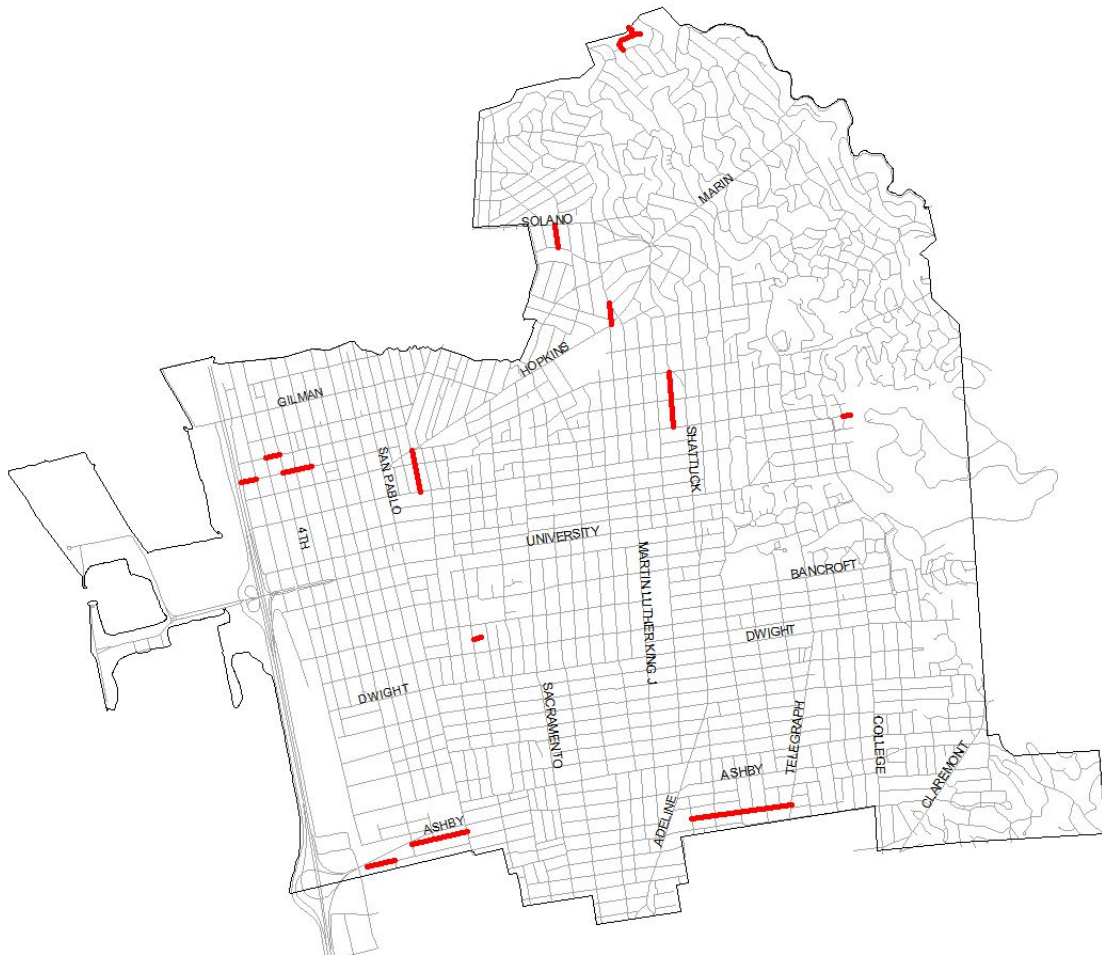 MARIN
SOLANO
HOPKINS
GILMAN
SHATTUCK
SAN PABLO
4TH
UNIVERSITY
MARTIN LUTHER KING J
BANCROFT
DWIGHT
DWIGHT
SACRAMENTO
TELEGRAPH
COLLEGE
CLAREMONT
ASHBY
ADELINE
ASHBY